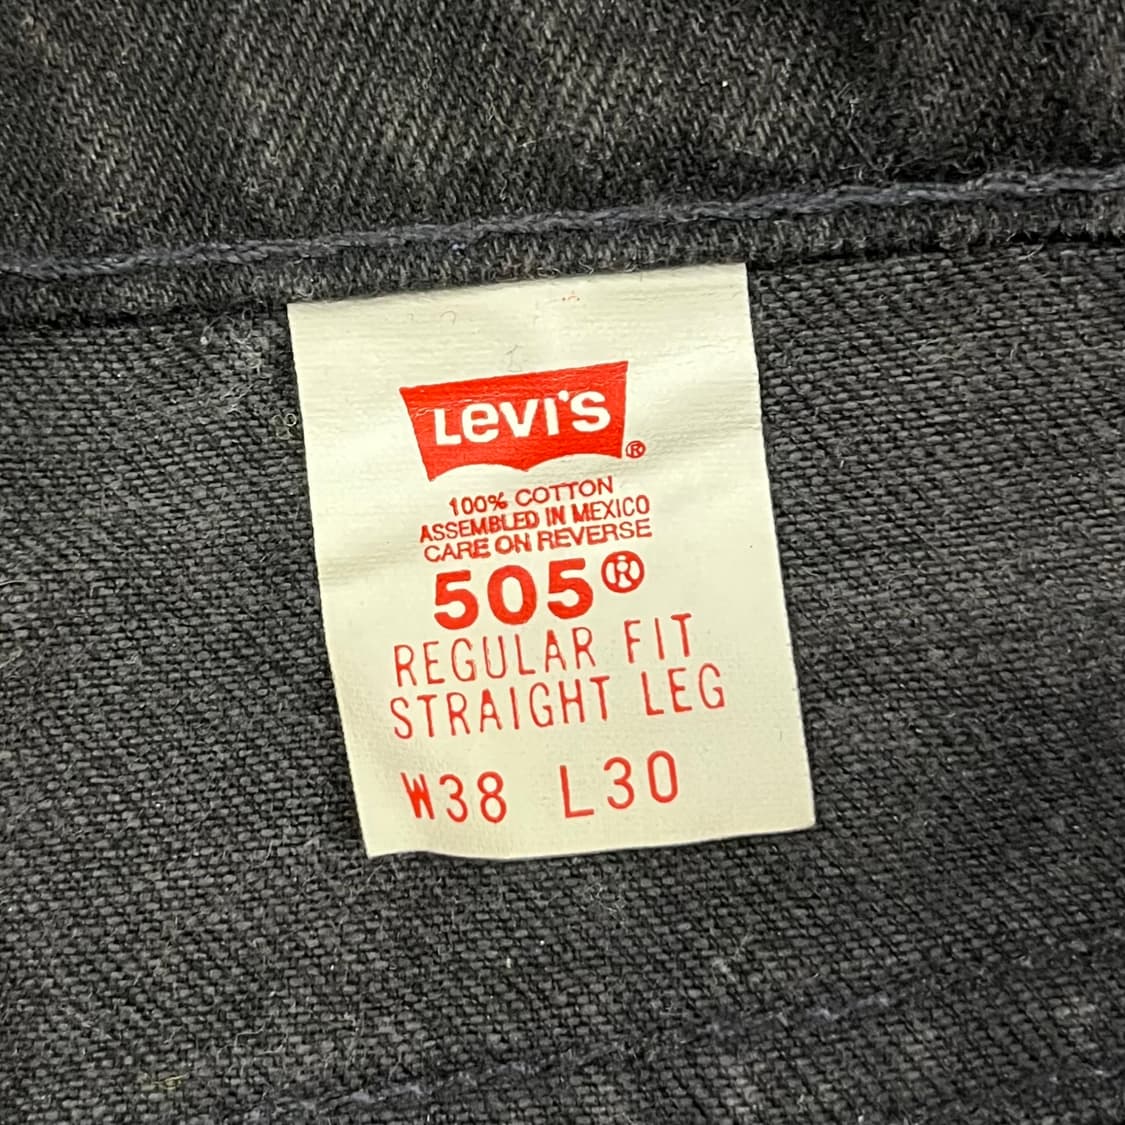 Levi's ®
100% COTTON
ASSEMBLED IN MEXICO
CARE ON REVERSE
505®
REGULAR FIT
STRAIGHT LEG
W38 L30